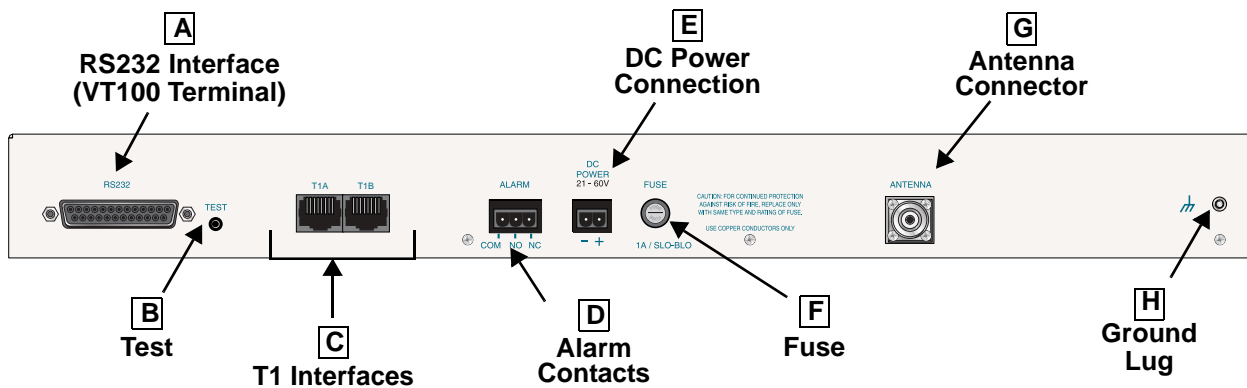 A
RS232 Interface
(VT100 Terminal)
E
DC Power
Connection
G
Antenna
Connector
RS232
TEST
T1A
T1B
ALARM
COM
NO
NC
DC
POWER
21 - 60V
- +
FUSE
1A / SLO-BLO
CAUTION: FOR CONTINUED PROTECTION
AGAINST RISK OF FIRE, REPLACE ONLY
WITH SAME TYPE AND RATING OF FUSE.
USE COPPER CONDUCTORS ONLY
ANTENNA
B
Test
C
T1 Interfaces
D
Alarm
Contacts
F
Fuse
H
Ground
Lug